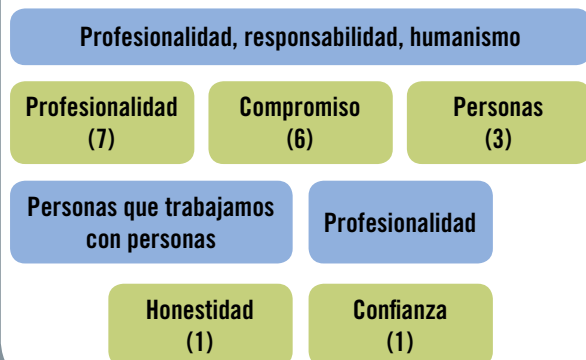 Profesionalidad, responsabilidad, humanismo
Profesionalidad
(7)
Compromiso
(6)
Personas
(3)
Personas que trabajamos
con personas
Profesionalidad
Honestidad
(1)
Confianza
(1)